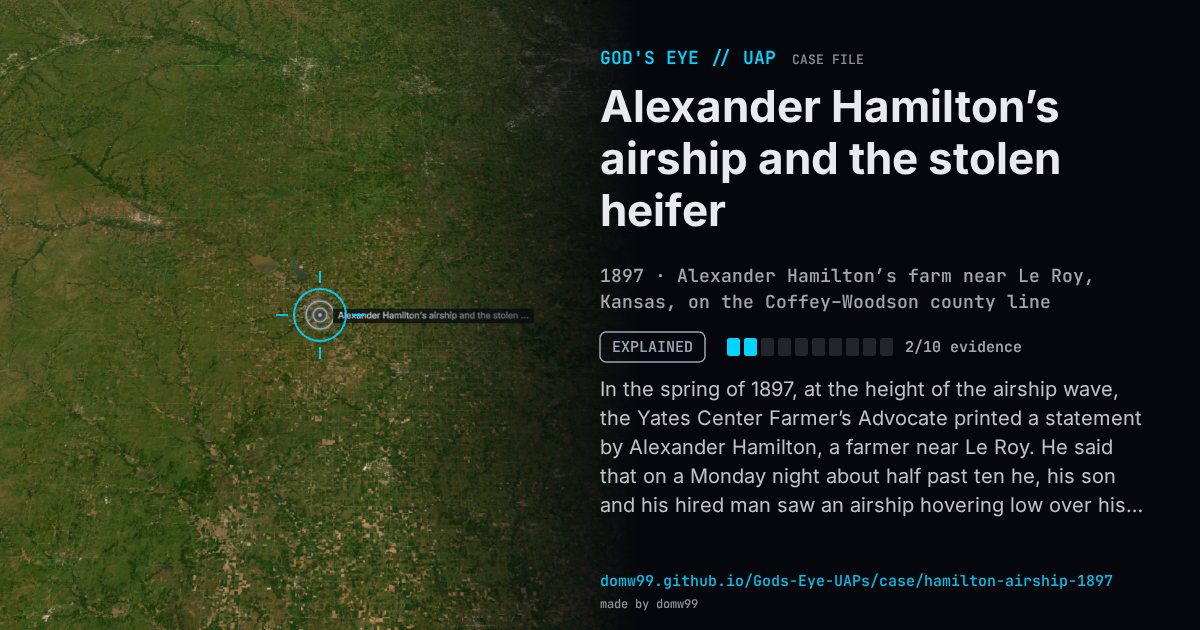 GOD'S EYE // UAP CASE FILE
Alexander Hamilton’s
airship and the stolen
heifer
1897 · Alexander Hamilton’s farm near Le Roy,
Kansas, on the Coffey–Woodson county line
EXPLAINED 2/10 evidence
In the spring of 1897, at the height of the airship wave,
the Yates Center Farmer’s Advocate printed a statement
by Alexander Hamilton, a farmer near Le Roy. He said
that on a Monday night about half past ten he, his son
and his hired man saw an airship hovering low over his…
domw99.github.io/Gods-Eye-UAPs/case/hamilton-airship-1897
made by domw99
Alexander Hamilton’s airship and the stolen …